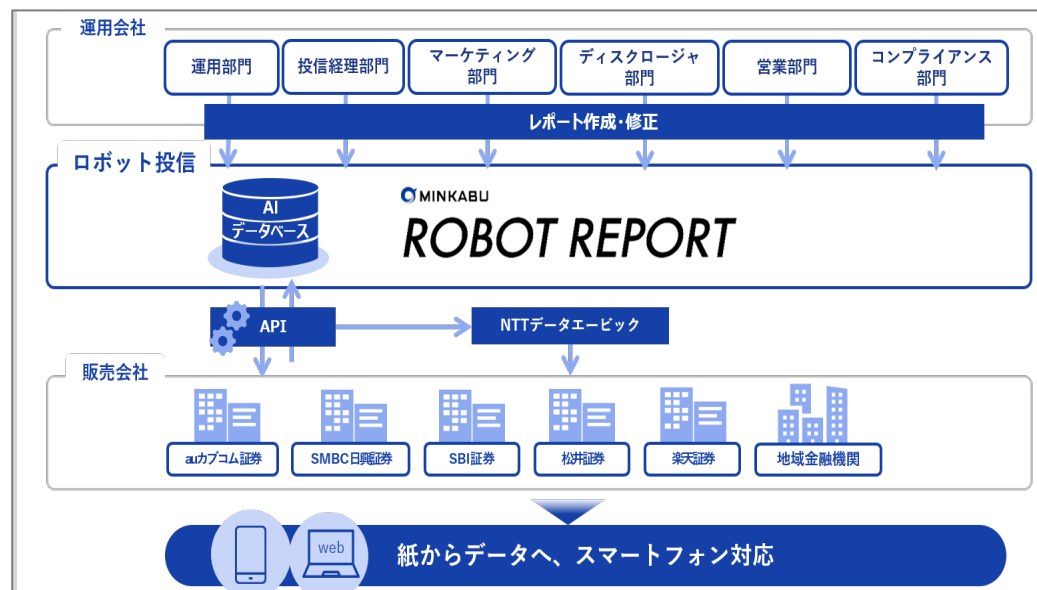 運用会社
運用部門
投信経理部門
マーケティング
部門
ディスクロージャ
部門
営業部門
コンプライアンス
部門
レポート作成・修正
ロボット投信
AI
データベース
MINKABU
ROBOT REPORT
API
NTTデータエービック
販売会社
auカブコム証券
SMBC日興証券
SBI証券
松井証券
楽天証券
地域金融機関
web
紙からデータへ、スマートフォン対応